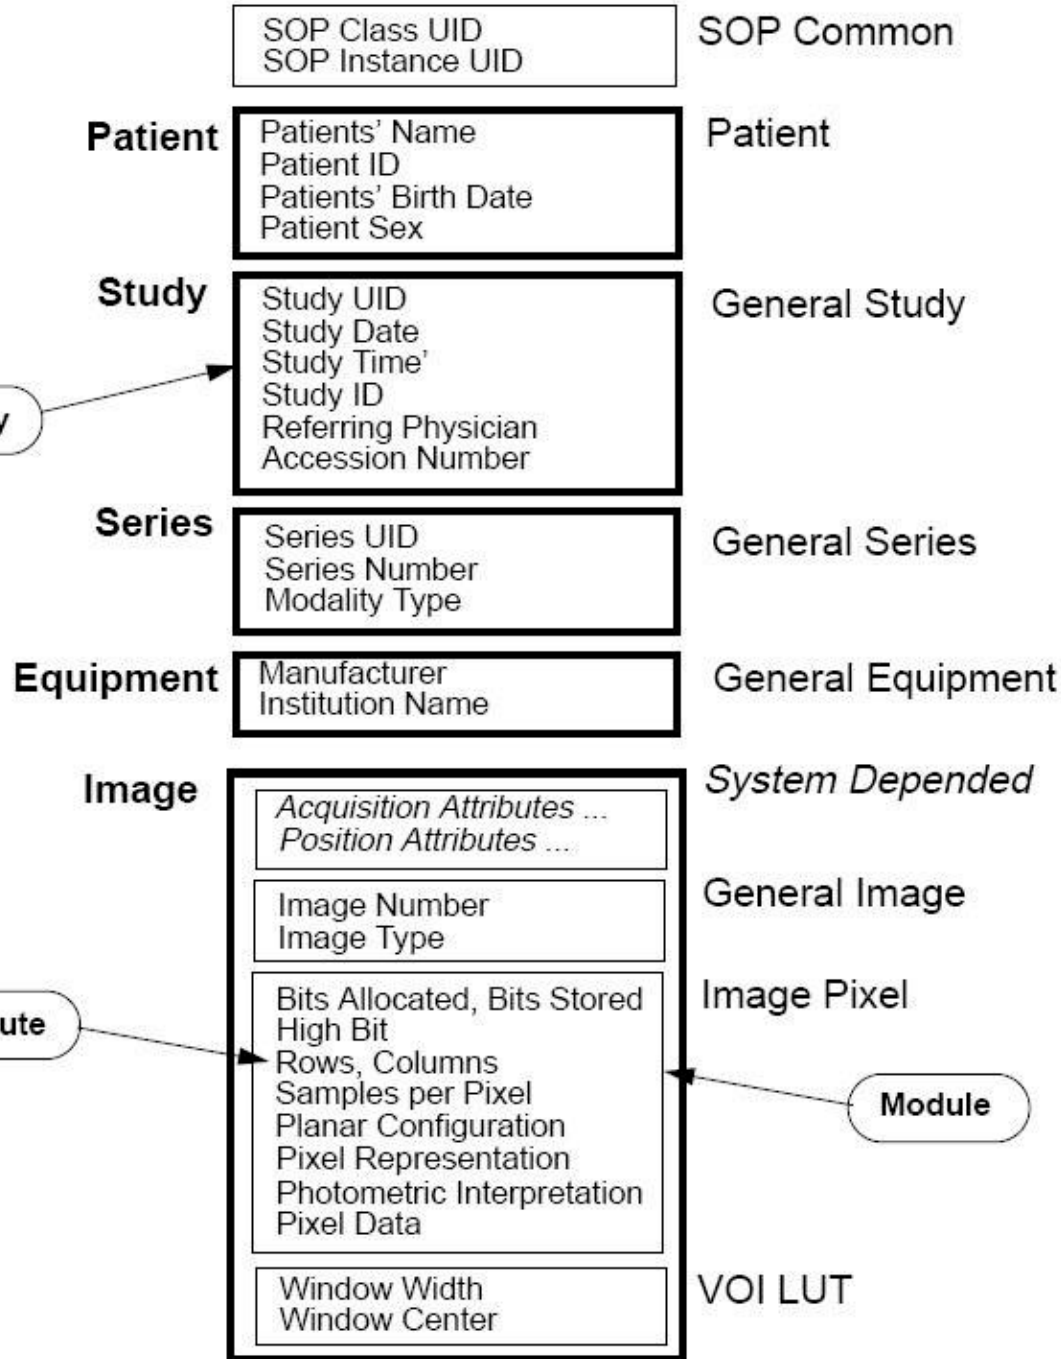 SOP Class UID
SOP Instance UID
SOP Common
Patient
Patients’ Name
Patient ID
Patients’ Birth Date
Patient Sex
Patient
Study
Study UID
Study Date
Study Time’
Study ID
Referring Physician
Accession Number
General Study
y
Series
Series UID
Series Number
Modality Type
General Series
Equipment
Manufacturer
Institution Name
General Equipment
Image
System Depended
Acquisition Attributes ...
Position Attributes ...
Image Number
Image Type
General Image
Bits Allocated, Bits Stored
High Bit
Rows, Columns
Samples per Pixel
Planar Configuration
Pixel Representation
Photometric Interpretation
Pixel Data
Image Pixel
ute
Module
Window Width
Window Center
VOI LUT